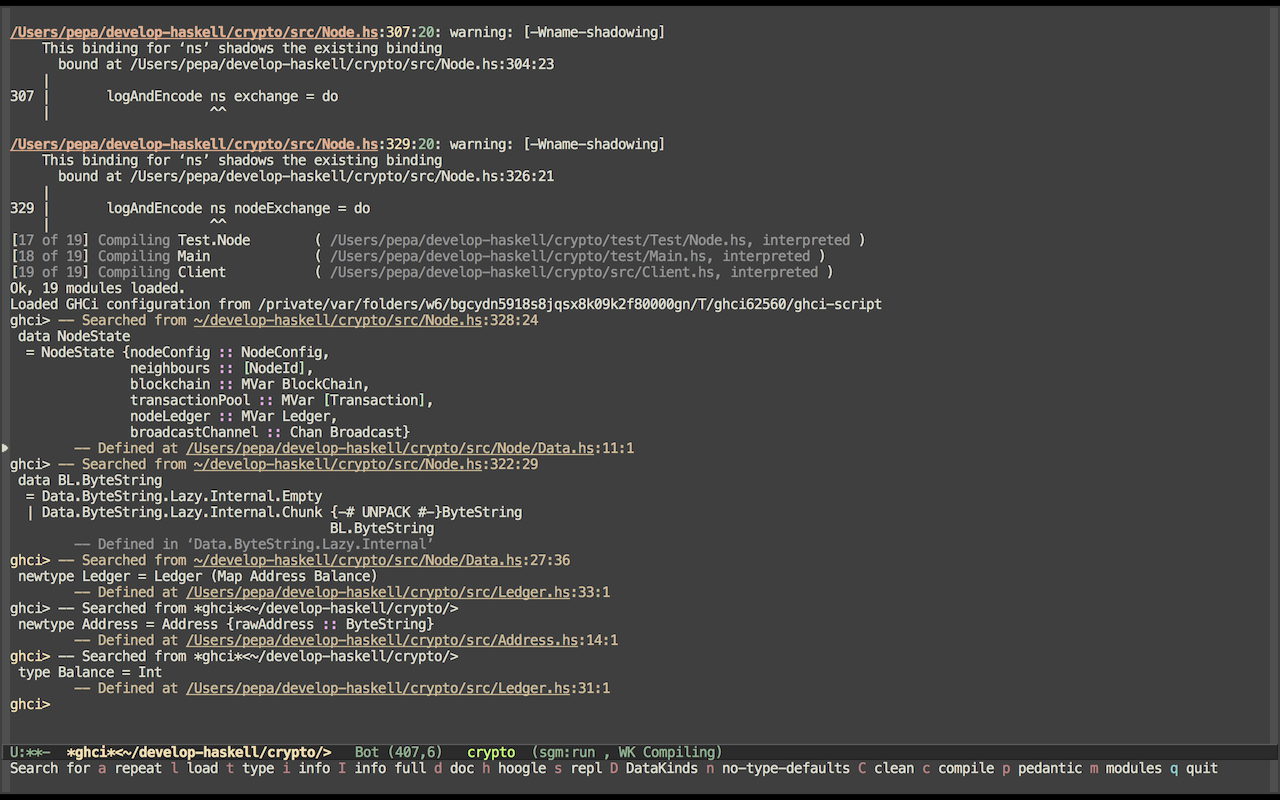 /Users/pepa/develop-haskell/crypto/src/Node.hs:307:20: warning: [-Wname-shadowing]
    This binding for ‘ns’ shadows the existing binding
      bound at /Users/pepa/develop-haskell/crypto/src/Node.hs:304:23
    |
307 |       logAndEncode ns exchange = do
    |                    ^^
/Users/pepa/develop-haskell/crypto/src/Node.hs:329:20: warning: [-Wname-shadowing]
    This binding for ‘ns’ shadows the existing binding
      bound at /Users/pepa/develop-haskell/crypto/src/Node.hs:326:21
    |
329 |       logAndEncode ns nodeExchange = do
    |                    ^^
[17 of 19] Compiling Test.Node        ( /Users/pepa/develop-haskell/crypto/test/Test/Node.hs, interpreted )
[18 of 19] Compiling Main             ( /Users/pepa/develop-haskell/crypto/test/Main.hs, interpreted )
[19 of 19] Compiling Client           ( /Users/pepa/develop-haskell/crypto/src/Client.hs, interpreted )
Ok, 19 modules loaded.
Loaded GHCi configuration from /private/var/folders/w6/bgcydn5918s8jqsx8k09k2f80000gn/T/ghci62560/ghci-script
ghci> -- Searched from ~/develop-haskell/crypto/src/Node.hs:328:24
 data NodeState
  = NodeState {nodeConfig :: NodeConfig,
               neighbours :: [NodeId],
               blockchain :: MVar BlockChain,
               transactionPool :: MVar [Transaction],
               nodeLedger :: MVar Ledger,
               broadcastChannel :: Chan Broadcast}
        -- Defined at /Users/pepa/develop-haskell/crypto/src/Node/Data.hs:11:1
ghci> -- Searched from ~/develop-haskell/crypto/src/Node.hs:322:29
 data BL.ByteString
  = Data.ByteString.Lazy.Internal.Empty
  | Data.ByteString.Lazy.Internal.Chunk {-# UNPACK #-}ByteString
                                        BL.ByteString
        -- Defined in ‘Data.ByteString.Lazy.Internal’
ghci> -- Searched from ~/develop-haskell/crypto/src/Node/Data.hs:27:36
 newtype Ledger = Ledger (Map Address Balance)
        -- Defined at /Users/pepa/develop-haskell/crypto/src/Ledger.hs:33:1
ghci> -- Searched from *ghci*<~/develop-haskell/crypto/>
 newtype Address = Address {rawAddress :: ByteString}
        -- Defined at /Users/pepa/develop-haskell/crypto/src/Address.hs:14:1
ghci> -- Searched from *ghci*<~/develop-haskell/crypto/>
 type Balance = Int
        -- Defined at /Users/pepa/develop-haskell/crypto/src/Ledger.hs:31:1
ghci>
U:**-  *ghci*<~/develop-haskell/crypto/>   Bot (407,6)   crypto  (sgm:run , WK Compiling)
Search for a repeat l load t type i info I info full d doc h hoogle s repl D DataKinds n no-type-defaults C clean c compile p pedantic m modules q quit